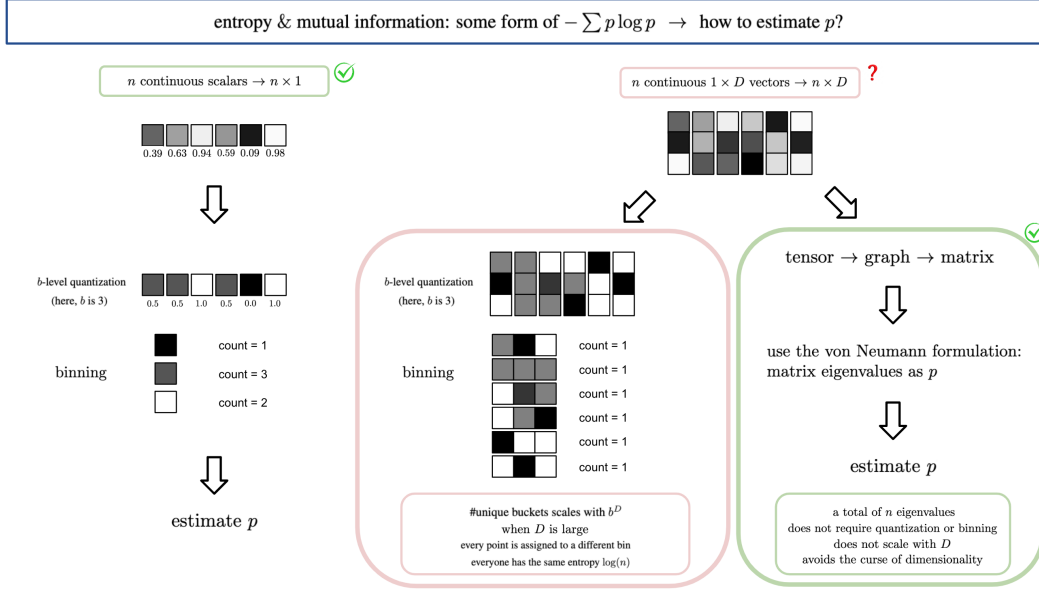 entropy & mutual information: some form of − ∑ p log p → how to estimate p?
n continuous scalars → n × 1
0.39 0.63 0.94 0.59 0.09 0.98
b-level quantization
(here, b is 3)
0.5 0.5 1.0 0.5 0.0 1.0
binning
count = 1
count = 3
count = 2
estimate p
n continuous 1 × D vectors → n × D
?
b-level quantization
(here, b is 3)
binning
count = 1
count = 1
count = 1
count = 1
count = 1
count = 1
#unique buckets scales with b^D
when D is large
every point is assigned to a different bin
everyone has the same entropy log(n)
tensor → graph → matrix
use the von Neumann formulation:
matrix eigenvalues as p
estimate p
a total of n eigenvalues
does not require quantization or binning
does not scale with D
avoids the curse of dimensionality